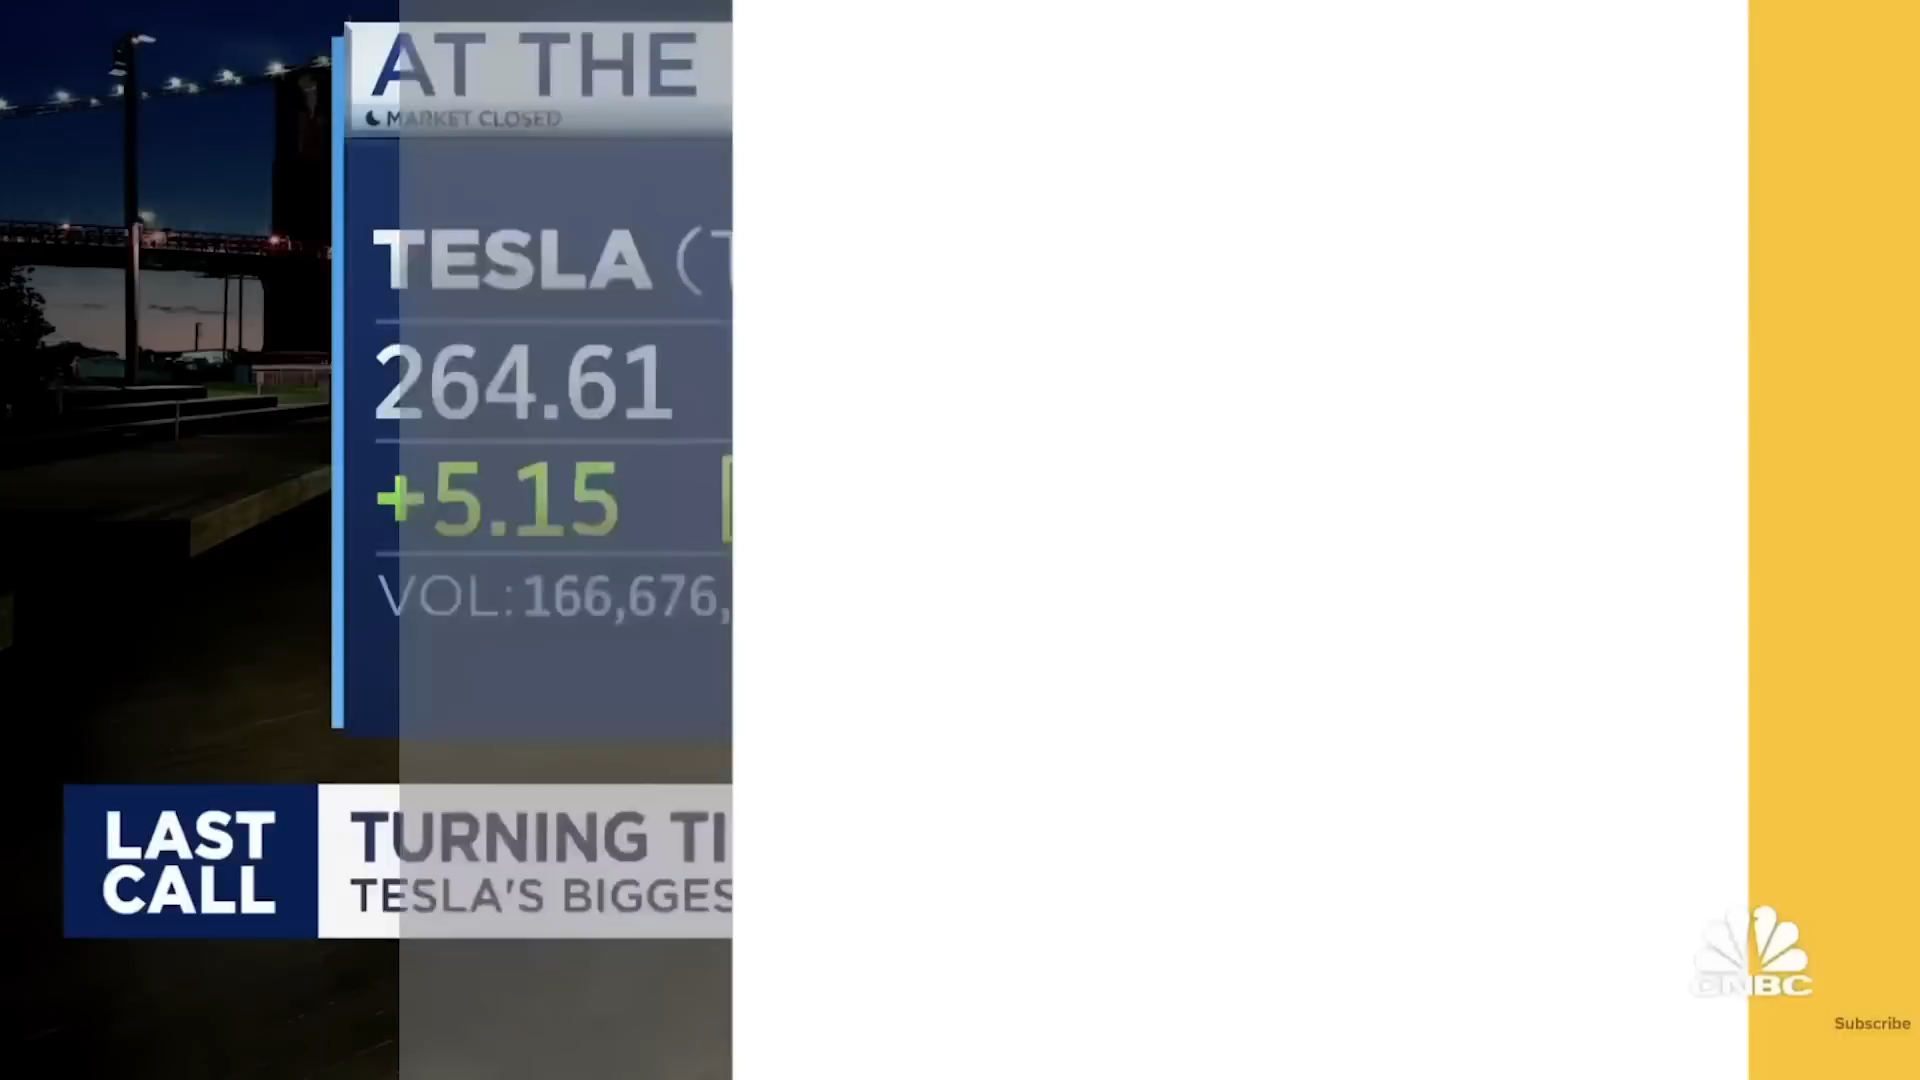 AT THE
MARKET CLOSED
TESLA (T
264.61
+5.15
VOL: 166,676,
LAST
CALL
TURNING TI
TESLA'S BIGGES
CNBC
Subscribe